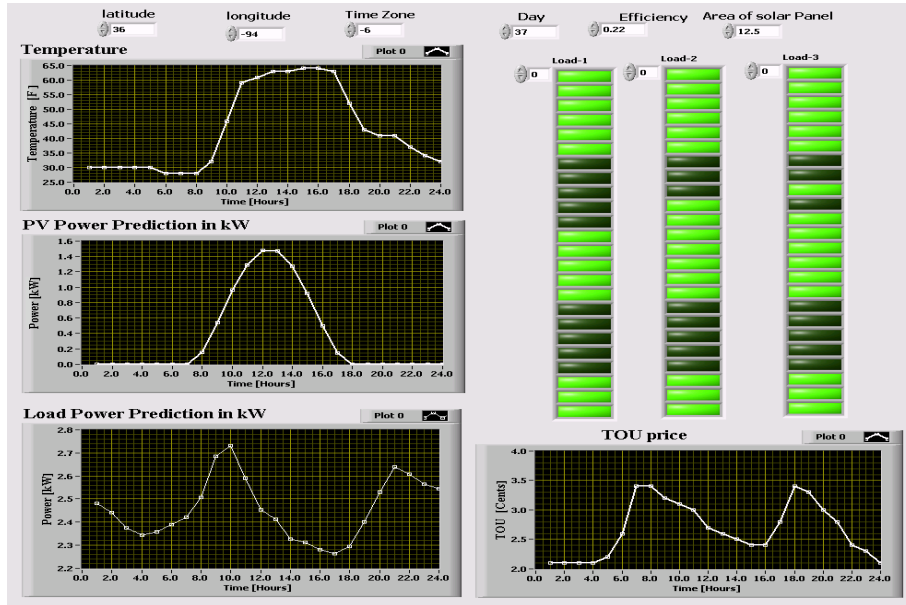 latitude longitude Time Zone Day Efficiency Area of solar Panel
36 -94 -6 37 0.22 12.5
Temperature Plot 0
Temperature [F]
65.0
60.0
55.0
50.0
45.0
40.0
35.0
30.0
25.0
0.0 2.0 4.0 6.0 8.0 10.0 12.0 14.0 16.0 18.0 20.0 22.0 24.0
Time [Hours]
Load-1 Load-2 Load-3
0 0 0
PV Power Prediction in kW Plot 0
Power [kW]
1.6
1.4
1.2
1.0
0.8
0.6
0.4
0.2
0.0
0.0 2.0 4.0 6.0 8.0 10.0 12.0 14.0 16.0 18.0 20.0 22.0 24.0
Time [Hours]
Load Power Prediction in kW Plot 0
Power [kW]
2.8
2.7
2.6
2.5
2.4
2.3
2.2
0.0 2.0 4.0 6.0 8.0 10.0 12.0 14.0 16.0 18.0 20.0 22.0 24.0
Time [Hours]
TOU price Plot 0
TOU [Cents]
4.0
3.5
3.0
2.5
2.0
0.0 2.0 4.0 6.0 8.0 10.0 12.0 14.0 16.0 18.0 20.0 22.0 24.0
Time [Hours]